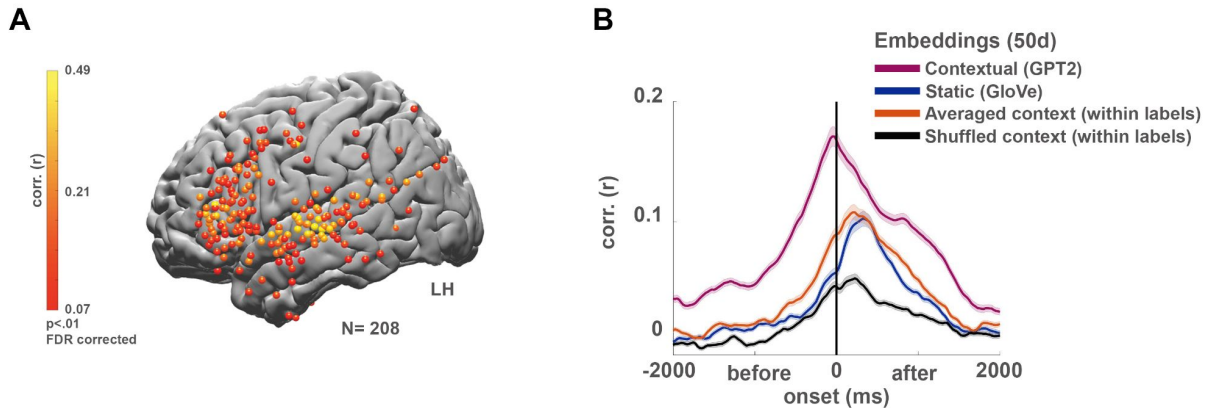 A
0.49
corr. (r)
0.21
0.07
p<.01
FDR corrected
N= 208
LH
B
Embeddings (50d)
Contextual (GPT2)
Static (GloVe)
Averaged context (within labels)
Shuffled context (within labels)
0.2
0.1
0
corr. (r)
-2000 before 0 after 2000
onset (ms)